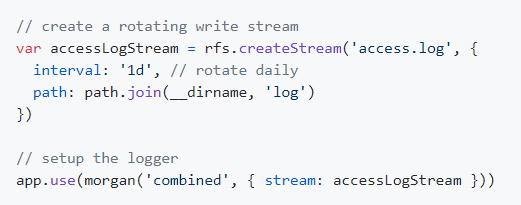 // create a rotating write stream
var accessLogStream = rfs.createStream('access.log', {
  interval: '1d', // rotate daily
  path: path.join(__dirname, 'log')
})

// setup the logger
app.use(morgan('combined', { stream: accessLogStream }))